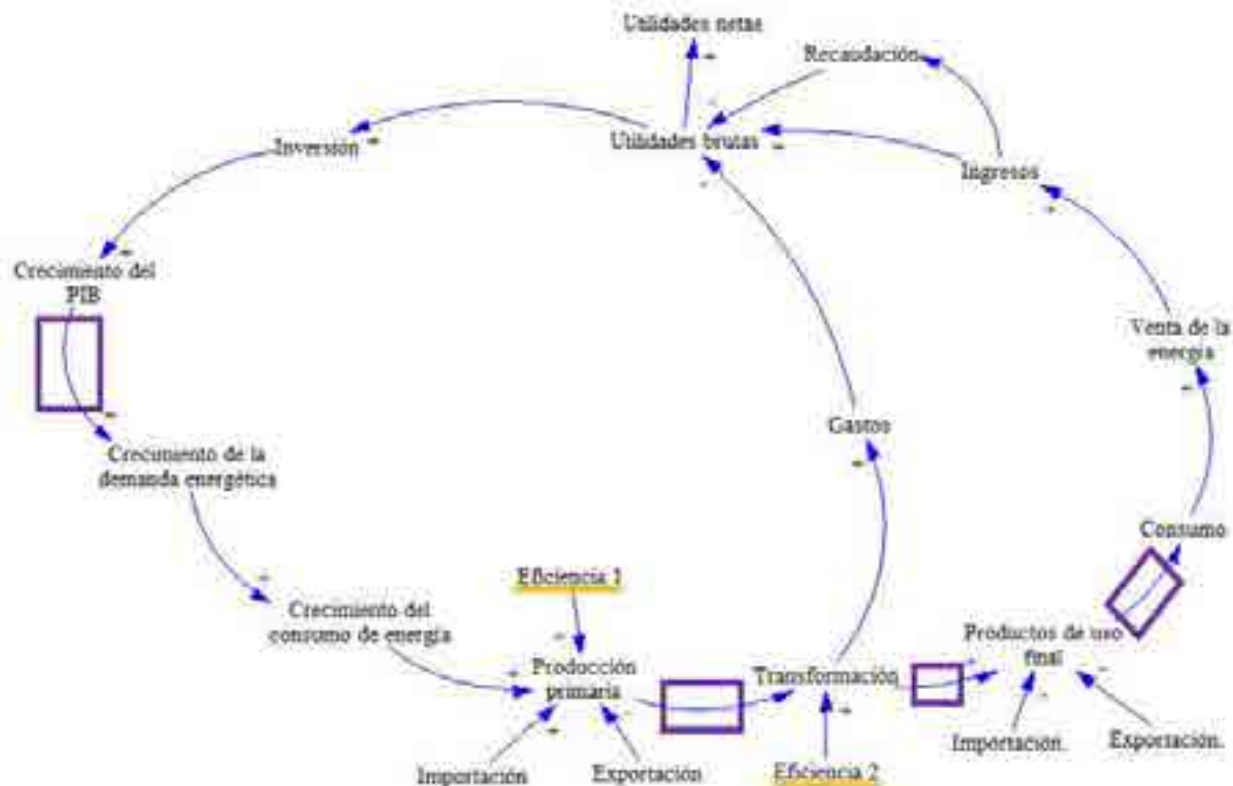 Utilidades netas
Recaudación
Inversión
Utilidades brutas
Ingresos
Crecimiento del
PIB
Venta de la
energía
Gastos
Crecimiento de la
demanda energética
Consumo
Eficiencia 1
Crecimiento del
consumo de energía
Productos de uso
final
Producción
primaria
Transformación
Importación
Exportación
Eficiencia 2
Importación.
Exportación.